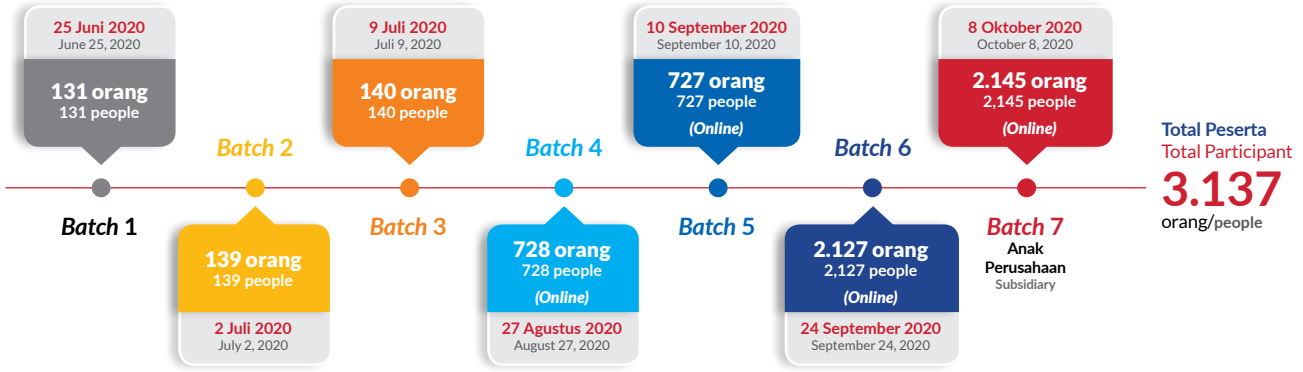 25 Juni 2020
June 25, 2020
131 orang
131 people
Batch 1
Batch 2
139 orang
139 people
2 Juli 2020
July 2, 2020
9 Juli 2020
Juli 9, 2020
140 orang
140 people
Batch 3
Batch 4
728 orang
728 people
(Online)
27 Agustus 2020
August 27, 2020
10 September 2020
September 10, 2020
727 orang
727 people
(Online)
Batch 5
Batch 6
2.127 orang
2,127 people
(Online)
24 September 2020
September 24, 2020
8 Oktober 2020
October 8, 2020
2.145 orang
2,145 people
(Online)
Batch 7
Anak
Perusahaan
Subsidiary
Total Peserta
Total Participant
3.137
orang/people